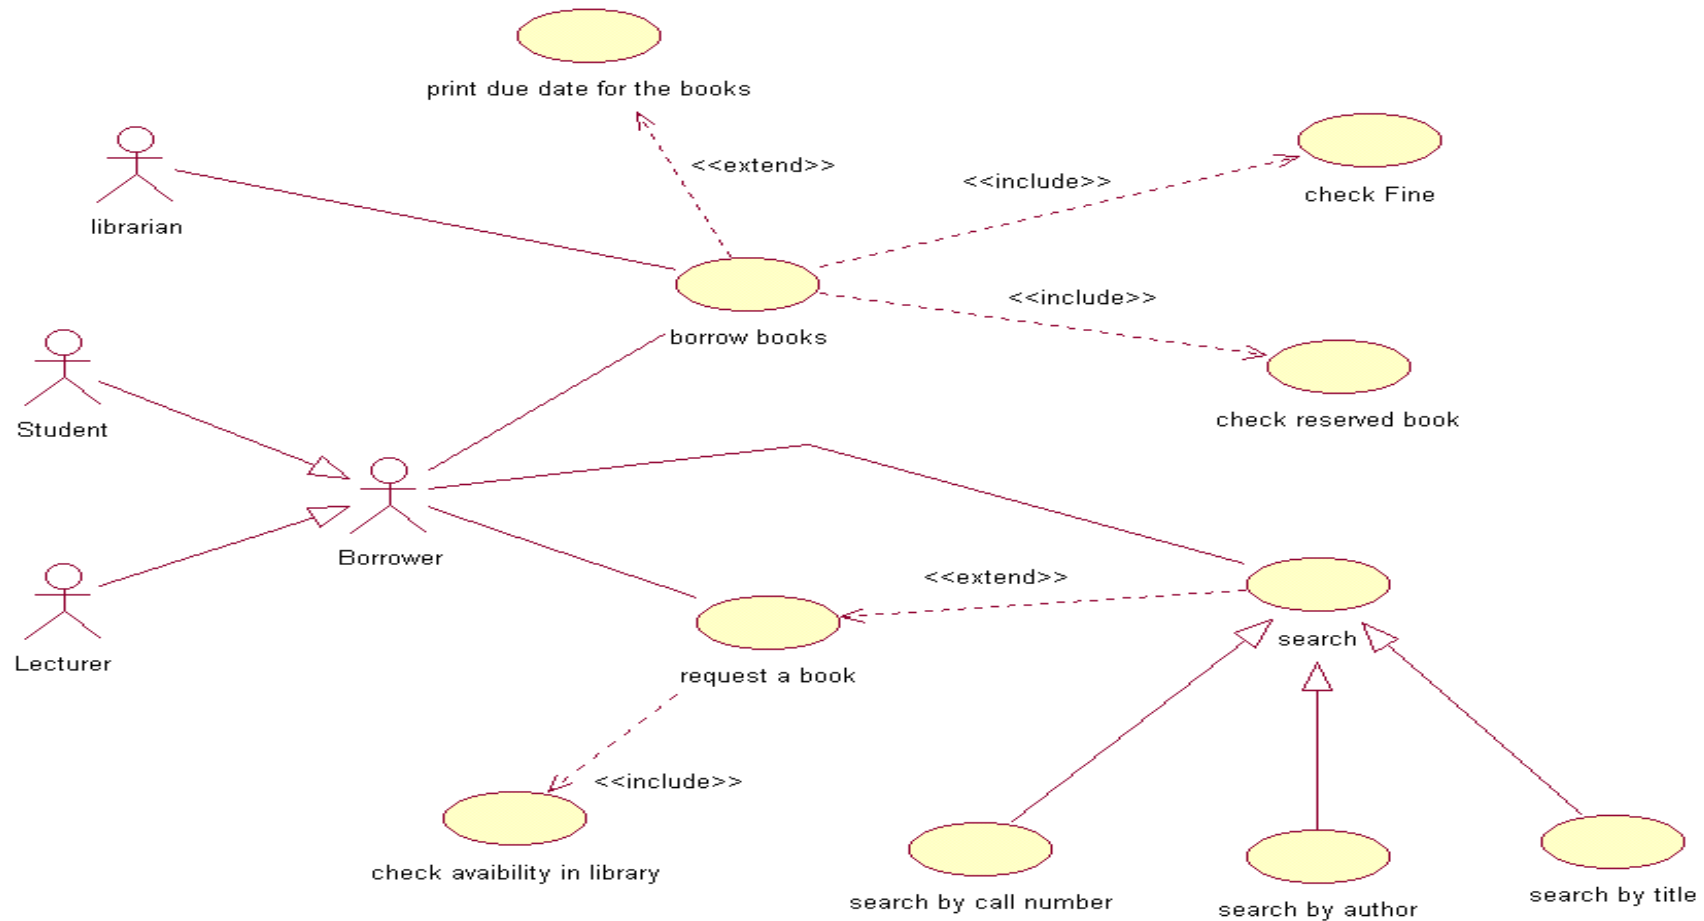 print due date for the books
<<extend>>
<<include>>
check Fine
librarian
<<include>>
borrow books
check reserved book
Student
Borrower
<<extend>>
search
Lecturer
request a book
<<include>>
check avaibility in library
search by call number
search by author
search by title